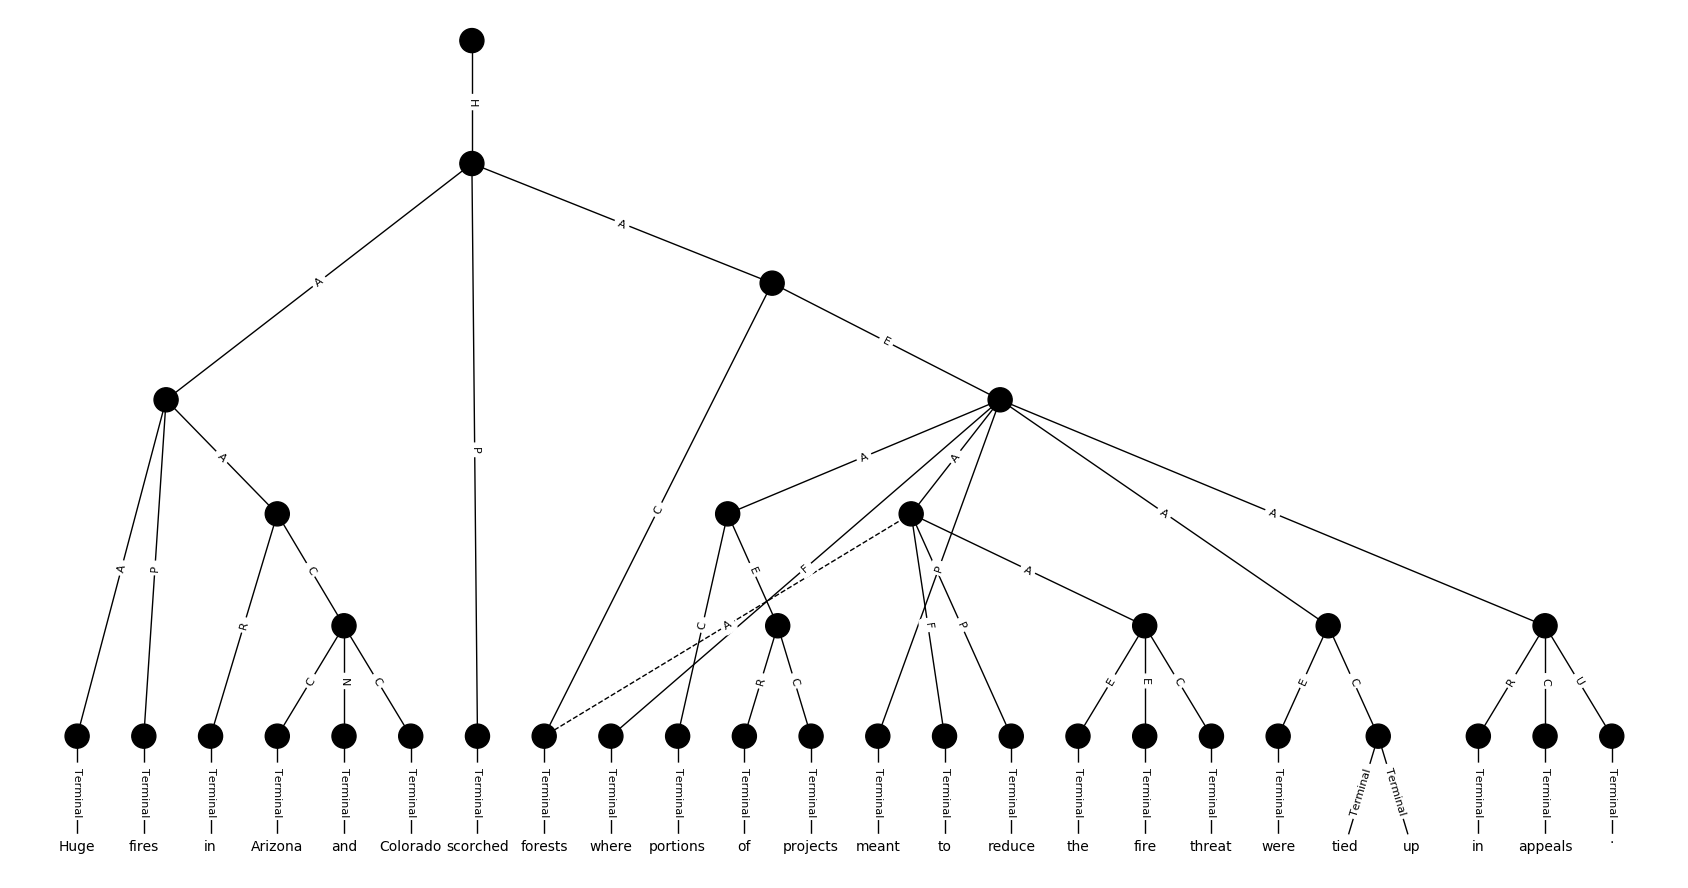 H
A
A
E
P
A
A
A
C
A
A
A
P
C
E
F
P
A
R
C
A
F
P
C
N
C
R
C
E
E
C
E
C
R
C
U
Terminal Terminal Terminal Terminal Terminal Terminal Terminal Terminal Terminal Terminal Terminal Terminal Terminal Terminal Terminal Terminal Terminal Terminal Terminal Terminal Terminal Terminal Terminal Terminal
Huge fires in Arizona and Colorado scorched forests where portions of projects meant to reduce the fire threat were tied up in appeals .